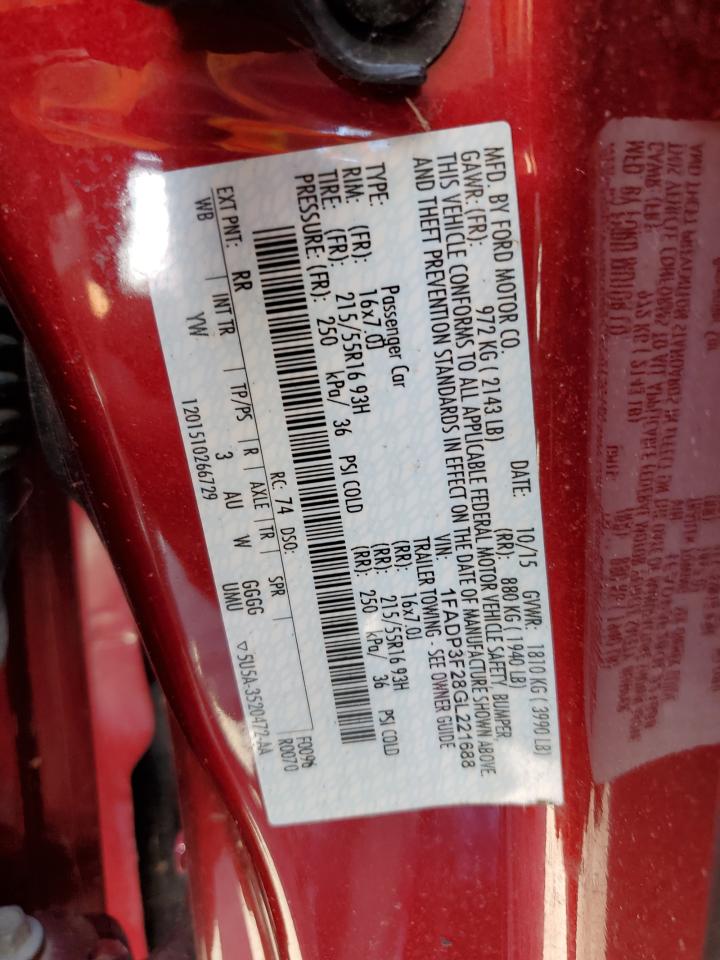 MFD. BY FORD MOTOR CO. DATE: 10/15 GVWR: 1810 KG ( 3990 LB)
GAWR: (FR): 972 KG ( 2143 LB) (RR): 880 KG ( 1940 LB)
THIS VEHICLE CONFORMS TO ALL APPLICABLE FEDERAL MOTOR VEHICLE SAFETY BUMPER
AND THEFT PREVENTION STANDARDS IN EFFECT ON THE DATE OF MANUFACTURE SHOWN ABOVE.
VIN: 1FADP3F28GL221688
TYPE: Passenger Car TRAILER TOWING - SEE OWNER GUIDE
RIM: (FR): 16x7.0J (RR): 16x7.0J
TIRE: (FR): 215/55R16 93H (RR): 215/55R16 93H
PRESSURE: (FR): 250 kPa/ 36 PSI COLD (RR): 250 kPa/ 36 PSI COLD
RC: 74 DSO: F0096
EXT PNT: RR R0070
WB | INT TR | TP/PS | R | AXLE | TR | SPR |
YW 3 AU W GGGG
UMU
1201510266729 ▽5U5A-3520472-AA